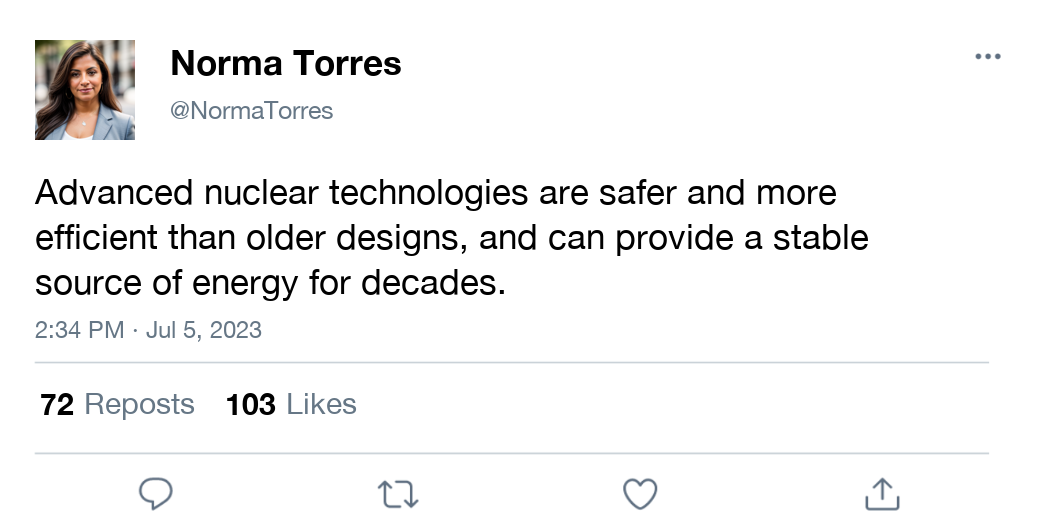 Norma Torres
@NormaTorres
Advanced nuclear technologies are safer and more
efficient than older designs, and can provide a stable
source of energy for decades.
2:34 PM · Jul 5, 2023
72 Reposts 103 Likes